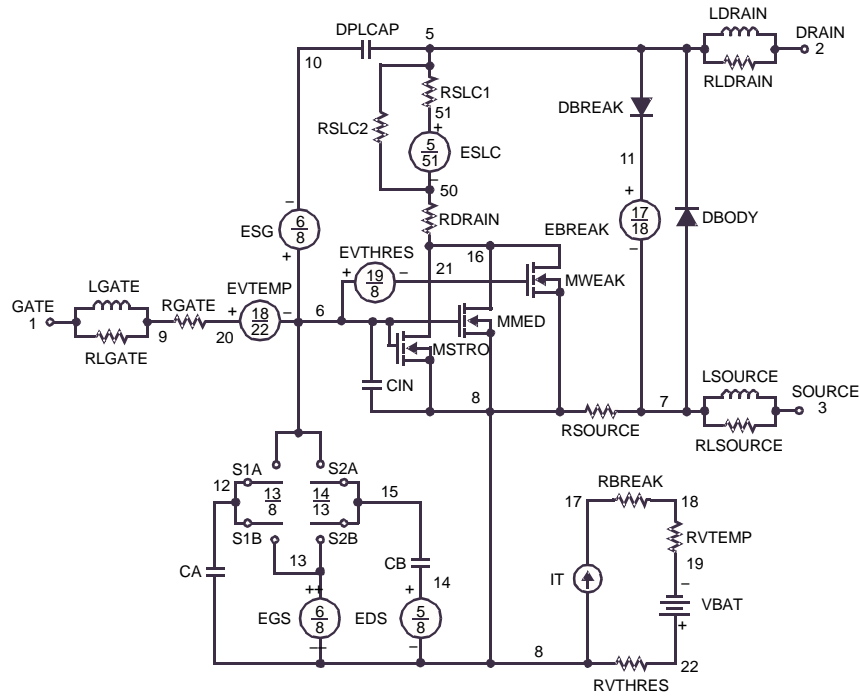 LDRAIN
DPLCAP 5 DRAIN
10 2
RSLC1 RLDRAIN
51
+ DBREAK
RSLC2
5
51 ESLC
11
–
50
– +
6
8 17
18
ESG RDRAIN EBREAK DBODY
+ EVTHRES –
16
+ 19
8 – 21
MWEAK
LGATE EVTEMP
GATE RGATE + 18
22 – 6
1 MMED
9 20
MSTRO
RLGATE
LSOURCE
CIN SOURCE
8 7 3
RSOURCE
RLSOURCE
S1A S2A
12 13
8 14
13 15
RBREAK
17 18
S1B S2B
RVTEMP
13 CB 19
CA 14 IT –
++ +
VBAT
6
8 5
8
EGS EDS +
– – –
8 22
RVTHRES